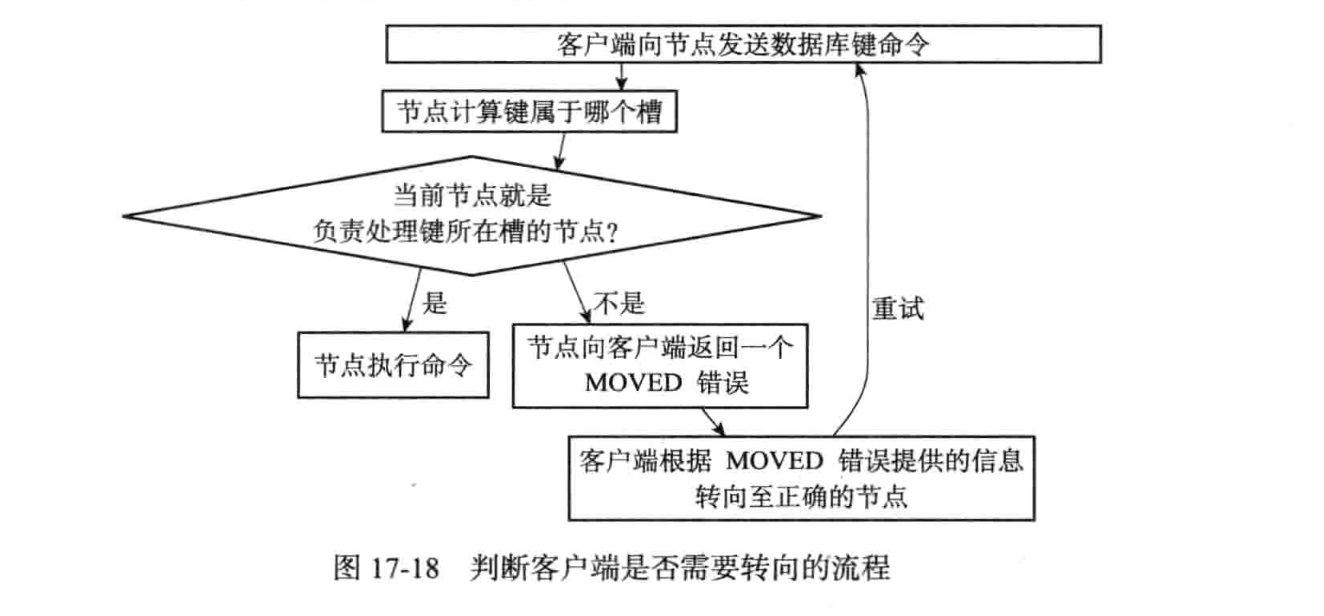 客户端向节点发送数据库键命令
节点计算键属于哪个槽
当前节点就是
负责处理键所在槽的节点？
是
不是
重试
节点执行命令
节点向客户端返回一个
MOVED 错误
客户端根据 MOVED 错误提供的信息
转向至正确的节点
图 17-18 判断客户端是否需要转向的流程